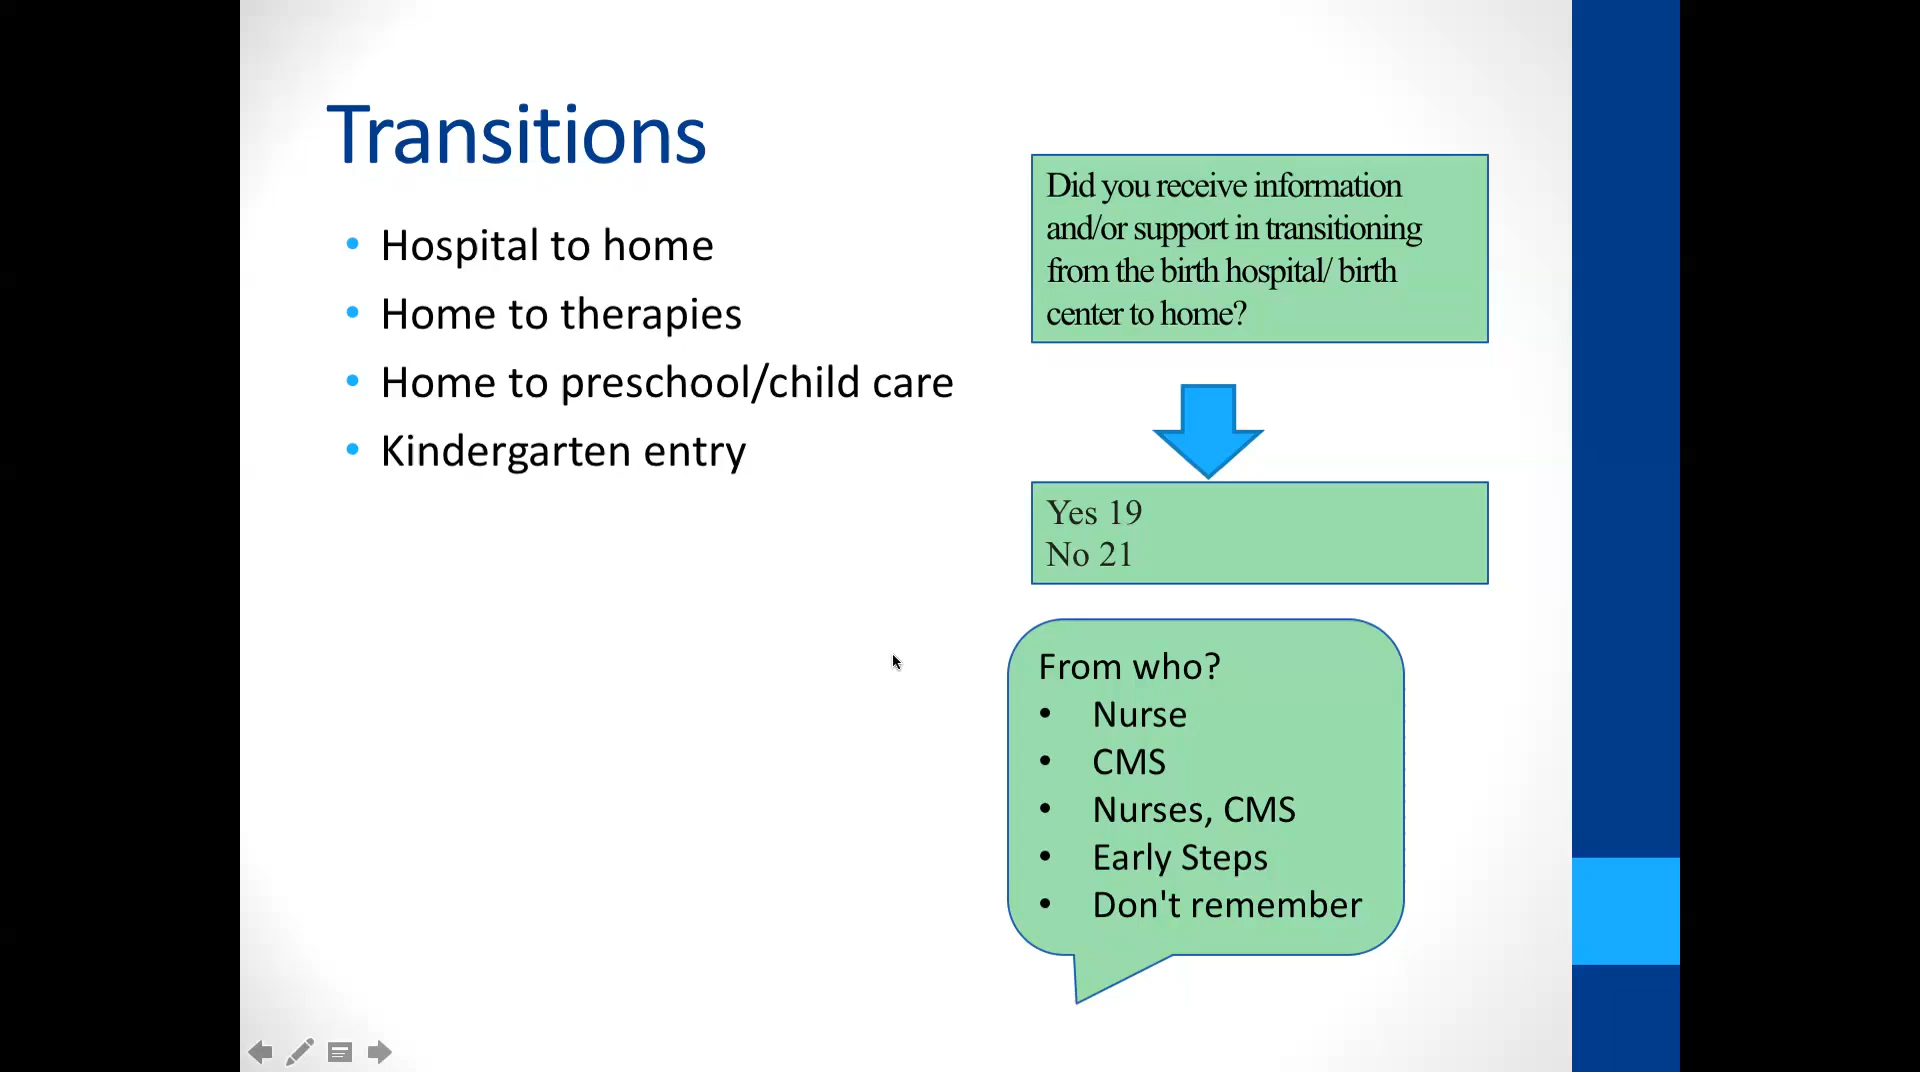 Transitions
• Hospital to home
• Home to therapies
• Home to preschool/child care
• Kindergarten entry
Did you receive information
and/or support in transitioning
from the birth hospital/ birth
center to home?
Yes 19
No 21
From who?
• Nurse
• CMS
• Nurses, CMS
• Early Steps
• Don't remember